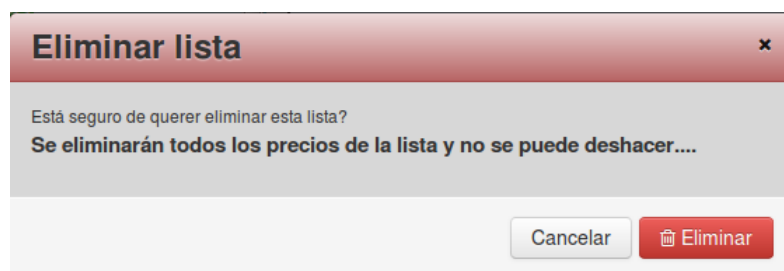 Eliminar lista
×
Está seguro de querer eliminar esta lista?
Se eliminarán todos los precios de la lista y no se puede deshacer....
Cancelar
Eliminar